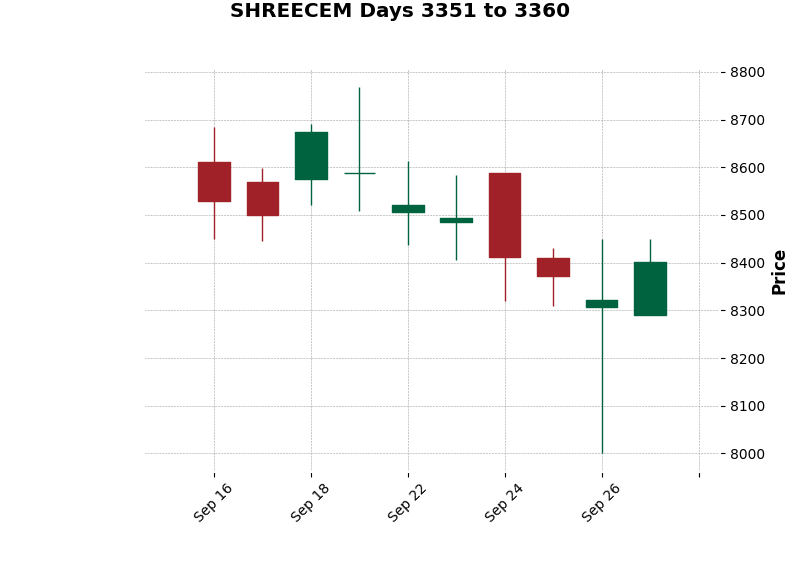 SHREECEM Days 3351 to 3360
8800
8700
8600
8500
8400
8300
8200
8100
8000
Price
Sep 16
Sep 18
Sep 22
Sep 24
Sep 26